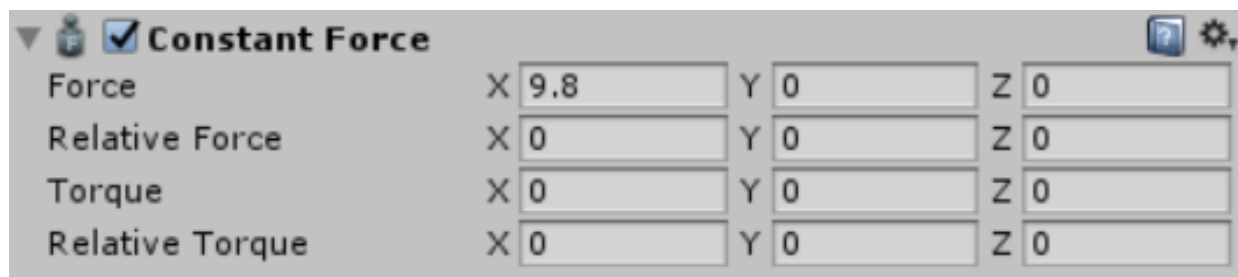 Constant Force
Force X 9.8 Y 0 Z 0
Relative Force X 0 Y 0 Z 0
Torque X 0 Y 0 Z 0
Relative Torque X 0 Y 0 Z 0